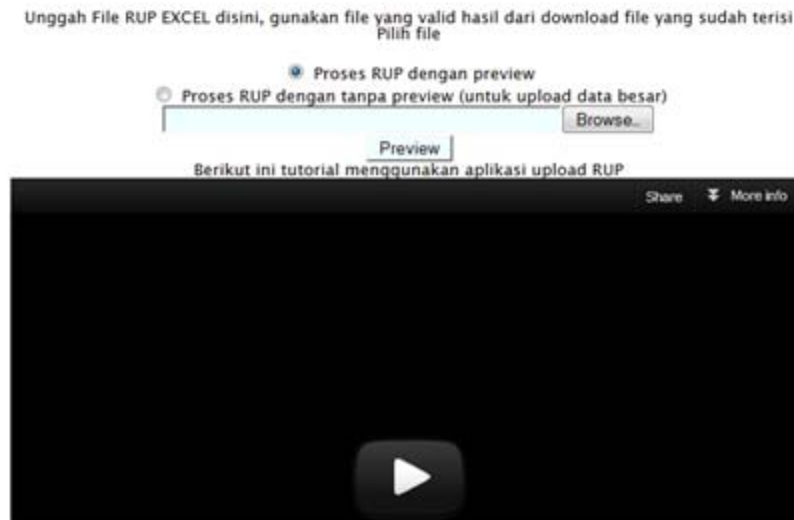 Unggah File RUP EXCEL disini, gunakan file yang valid hasil dari download file yang sudah terisi
Pilih file
Proses RUP dengan preview
Proses RUP dengan tanpa preview (untuk upload data besar)
Browse..
Preview
Berikut ini tutorial menggunakan aplikasi upload RUP
Share More info